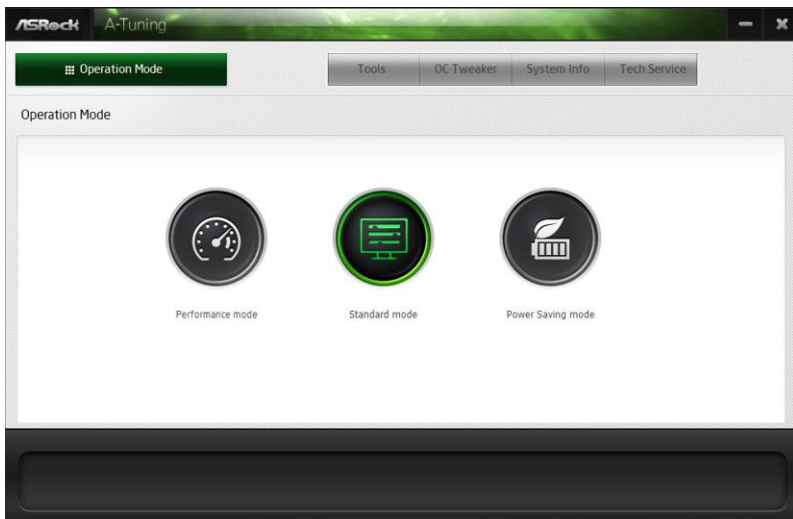 ASRock A-Tuning
Operation Mode Tools OC Tweaker System Info Tech Service
Operation Mode
Performance mode Standard mode Power Saving mode